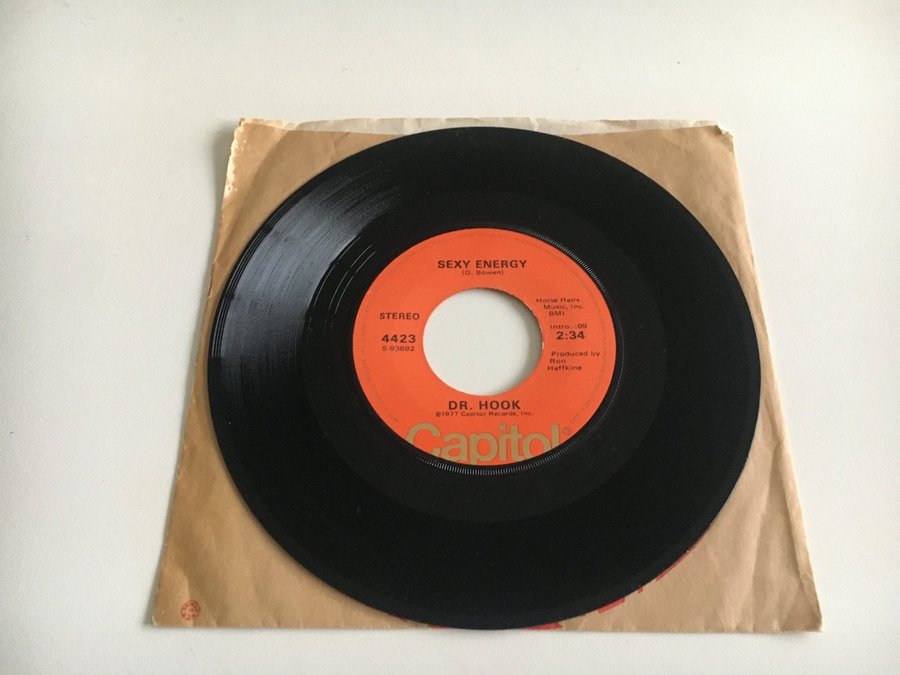 SEXY ENERGY
(G. Bowen)
Horse Hairs
Music, Inc.
BMI
STEREO
Intro.-:09
4423
2:34
S-93892
Produced by
Ron
Haffkine
DR. HOOK
©1977 Capitol Records, Inc.
Capitol